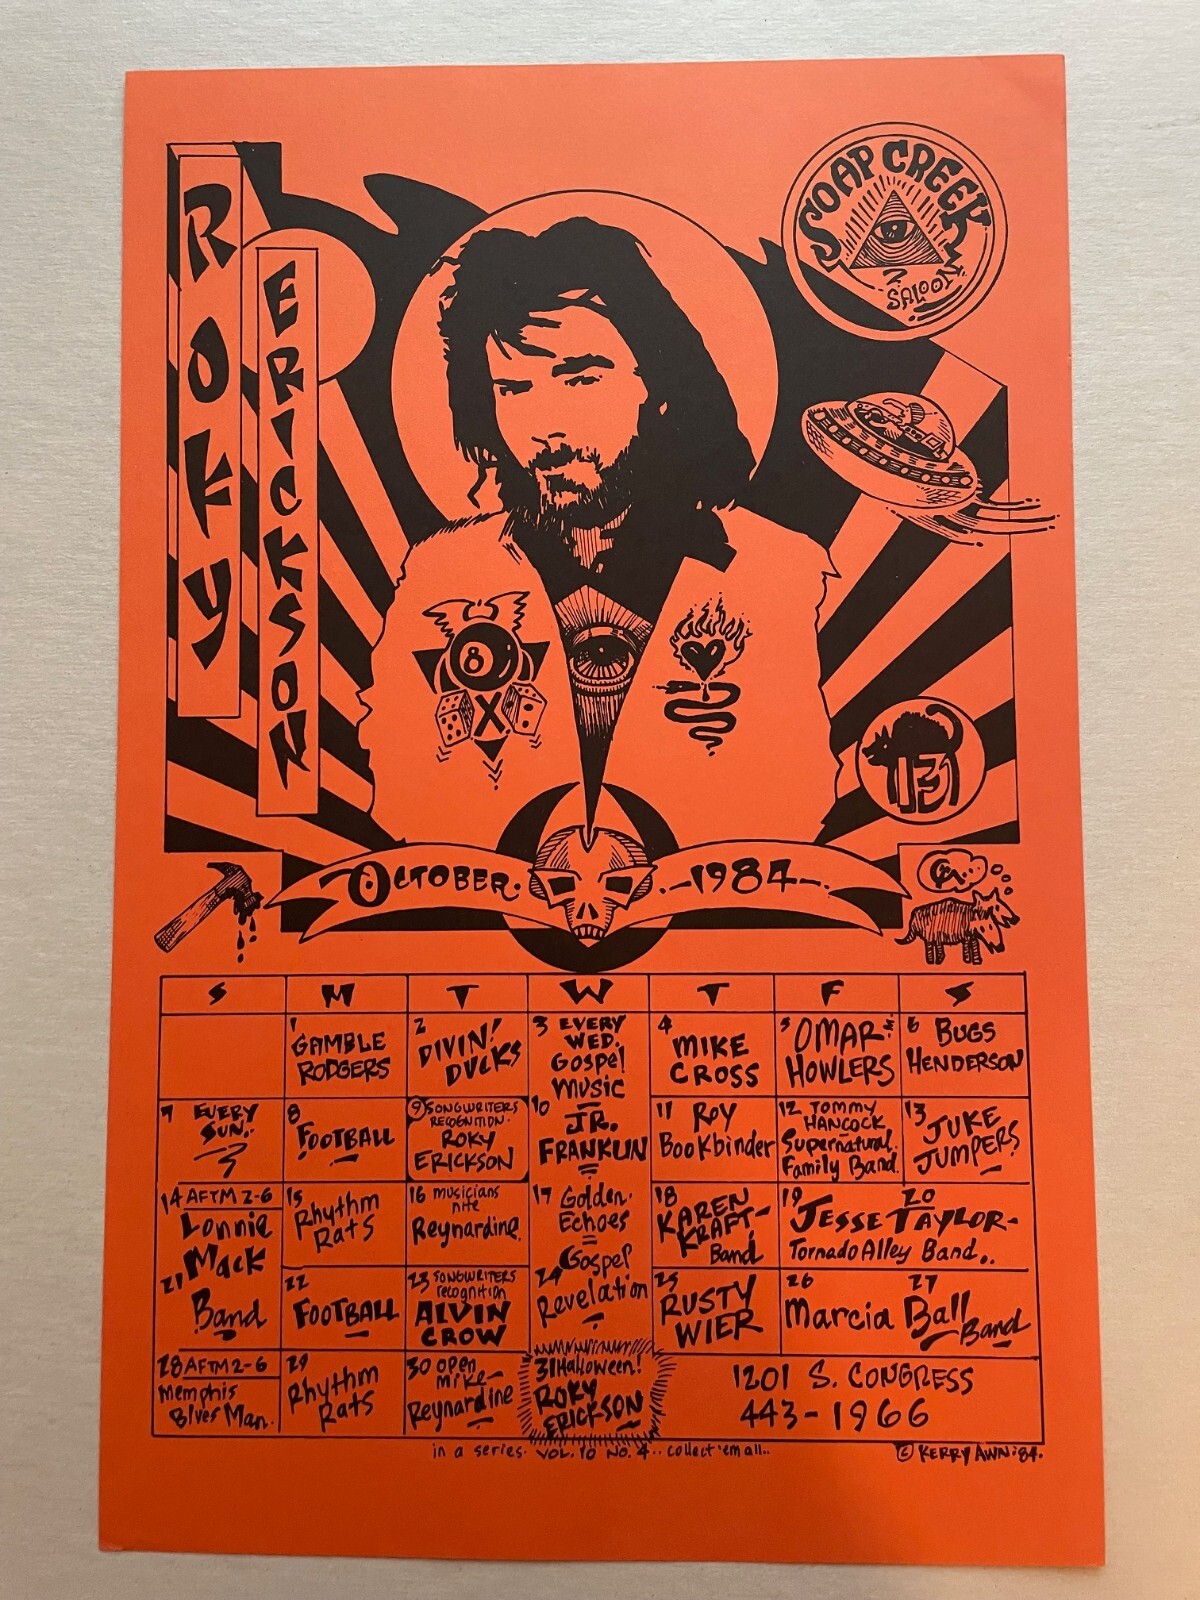 ROKY
ERICKSON
SOAP CREEK
SALOON
8
X
13
OCTOBER
1984
S M T W T F S
1 GAMBLE RODGERS
2 DIVIN! DUCKS
3 EVERY WED. GOSPEL MUSIC
4 MIKE CROSS
5 OMAR & HOWLERS
6 BUGS HENDERSON
7 EVERY SUN.
8 FOOTBALL
9 SONGWRITERS RECOGNITION. ROKY ERICKSON
10 JR. FRANKLIN
11 ROY Bookbinder
12 TOMMY HANCOCK Supernatural Family Band.
13 JUKE JUMPERS
14 AFTM 2-6
Lonnie Mack Band
15 Rhythm Rats
16 musicians nite Reynardine.
17 Golden Echoes
18 KAREN KRAFT Band
19 20 JESSE TAYLOR-
Tornado Alley Band..
21
22 FOOTBALL
23 SONGWRITERS recognition ALVIN CROW
24 Gospel Revelation
25 RUSTY WIER
26 27 Marcia Ball Band
28 AFTM 2-6
Memphis Blues Man.
29 Rhythm Rats
30 open mike- Reynardine
31 Halloween! ROKY ERICKSON
1201 S. CONGRESS
443-1966
in a series. VOL. 10 NO. 4.. collect 'em all..
© KERRY AWN '84.